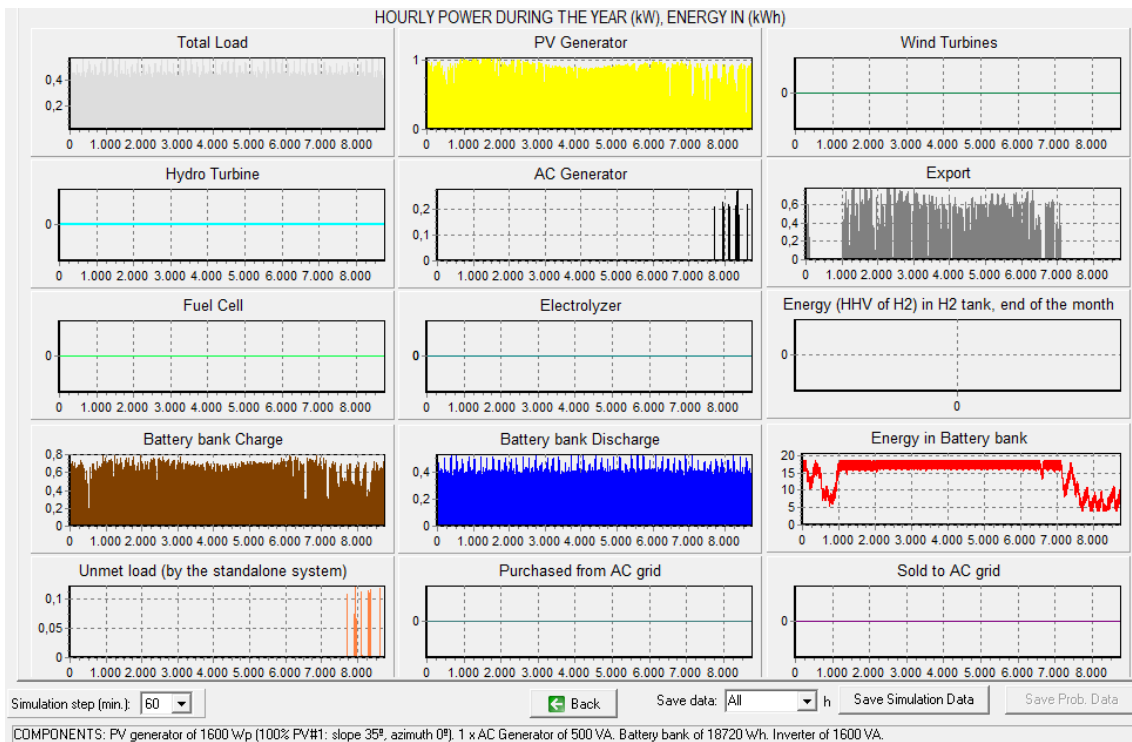 HOURLY POWER DURING THE YEAR (kW), ENERGY IN (kWh)
Total Load
0,4
0,2
0 1.000 2.000 3.000 4.000 5.000 6.000 7.000 8.000
PV Generator
1
0
0 1.000 2.000 3.000 4.000 5.000 6.000 7.000 8.000
Wind Turbines
0
0 1.000 2.000 3.000 4.000 5.000 6.000 7.000 8.000
Hydro Turbine
0
0 1.000 2.000 3.000 4.000 5.000 6.000 7.000 8.000
AC Generator
0,2
0,1
0
0 1.000 2.000 3.000 4.000 5.000 6.000 7.000 8.000
Export
0,6
0,4
0,2
0
0 1.000 2.000 3.000 4.000 5.000 6.000 7.000 8.000
Fuel Cell
0
0 1.000 2.000 3.000 4.000 5.000 6.000 7.000 8.000
Electrolyzer
0
0 1.000 2.000 3.000 4.000 5.000 6.000 7.000 8.000
Energy (HHV of H2) in H2 tank, end of the month
0
0
Battery bank Charge
0,8
0,6
0,4
0,2
0
0 1.000 2.000 3.000 4.000 5.000 6.000 7.000 8.000
Battery bank Discharge
0,4
0,2
0
0 1.000 2.000 3.000 4.000 5.000 6.000 7.000 8.000
Energy in Battery bank
20
15
10
5
0
0 1.000 2.000 3.000 4.000 5.000 6.000 7.000 8.000
Unmet load (by the standalone system)
0,1
0,05
0
0 1.000 2.000 3.000 4.000 5.000 6.000 7.000 8.000
Purchased from AC grid
0
0 1.000 2.000 3.000 4.000 5.000 6.000 7.000 8.000
Sold to AC grid
0
0 1.000 2.000 3.000 4.000 5.000 6.000 7.000 8.000
Simulation step (min.): 60 Back Save data: All h Save Simulation Data Save Prob. Data
COMPONENTS: PV generator of 1600 Wp (100% PV#1: slope 35º, azimuth 0º). 1 x AC Generator of 500 VA. Battery bank of 18720 Wh. Inverter of 1600 VA.